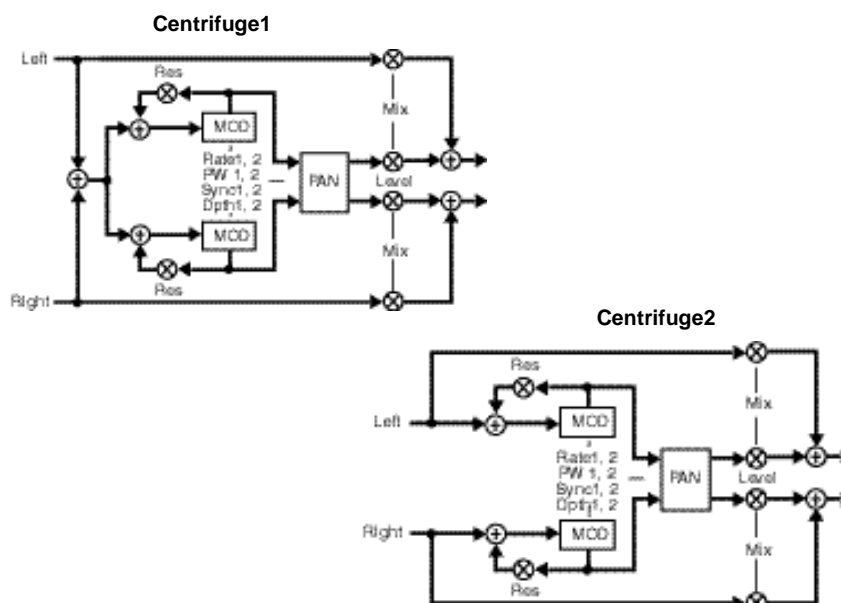 Centrifuge1
Left
Res
MOD
Mix
Rate1, 2
PW 1, 2
Sync1, 2
Dpth1, 2
PAN
Level
MOD
Res
Mix
Right
Centrifuge2
Res
Left
MOD
Mix
Rate1, 2
PW 1, 2
Sync1, 2
Dpth1, 2
PAN
Level
Right
MOD
Mix
Res